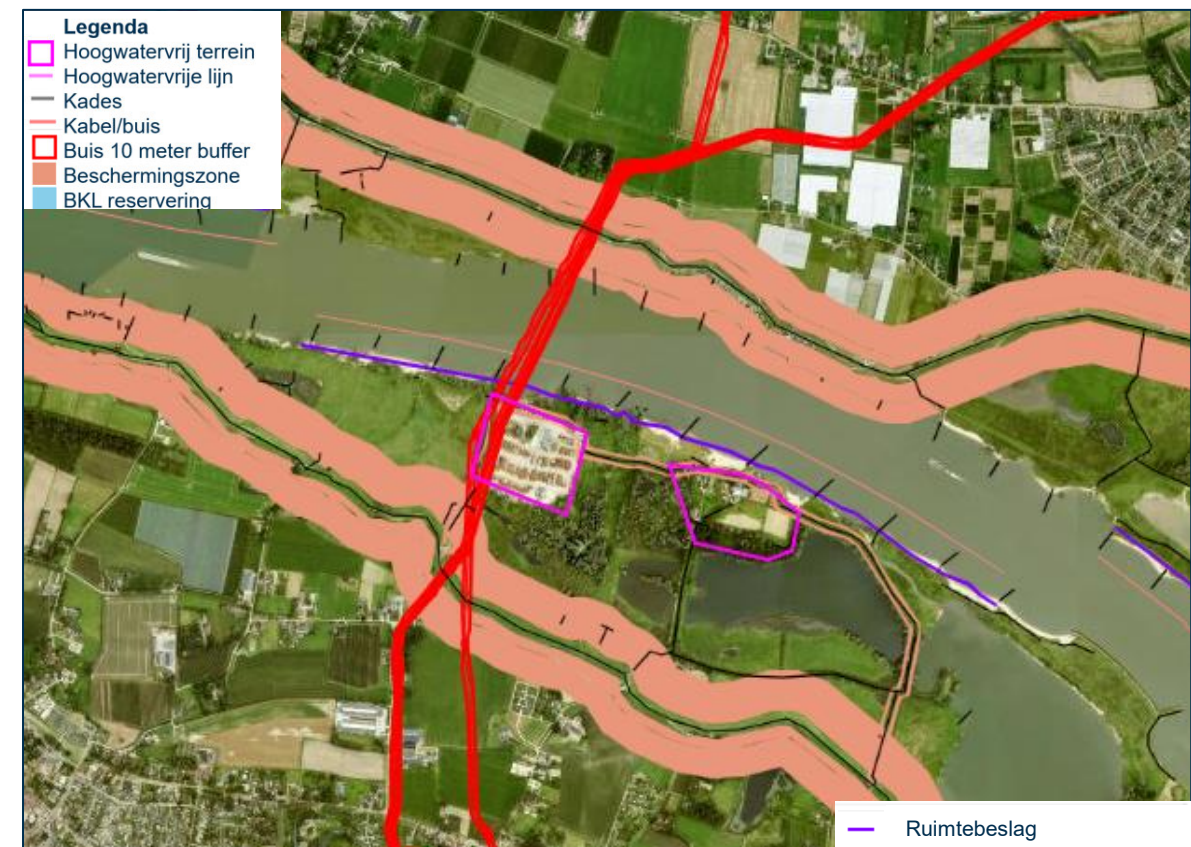 Legenda
Hoogwatervrij terrein
Hoogwatervrije lijn
Kades
Kabel/buis
Buis 10 meter buffer
Beschermingszone
BKL reservering
Ruimtebeslag